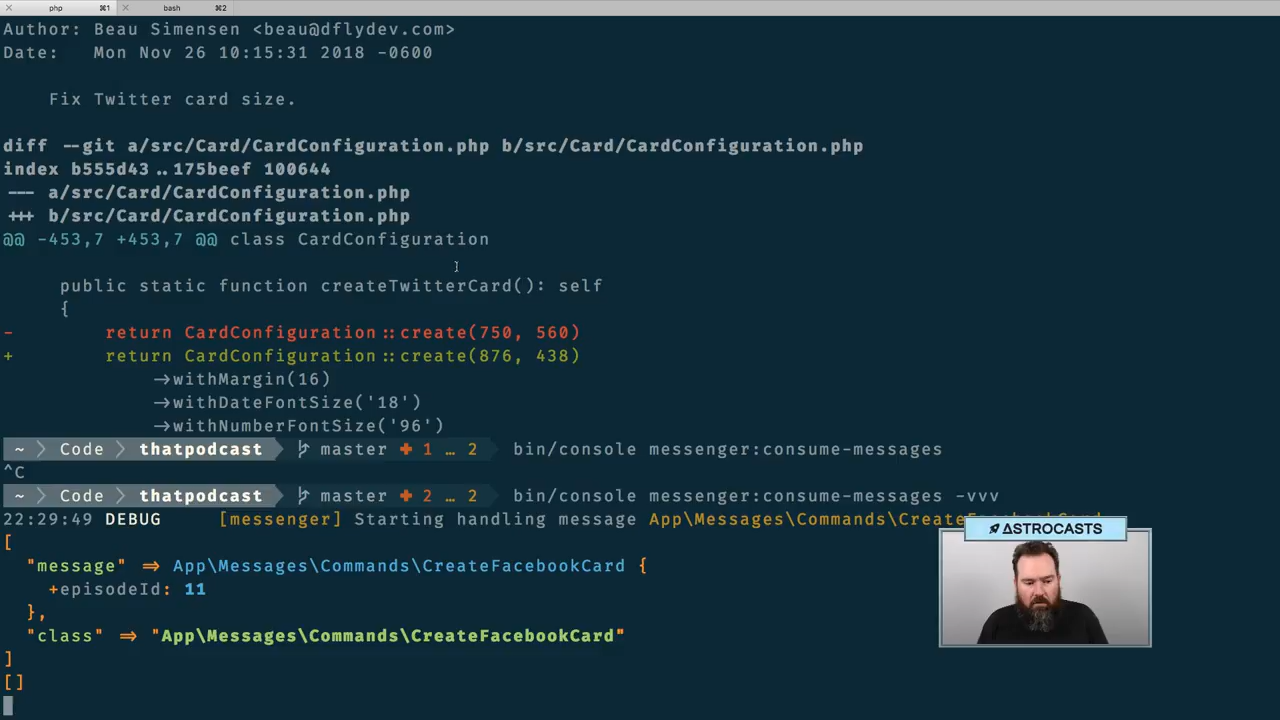 php ⌘1 bash ⌘2
Author: Beau Simensen <beau@dflydev.com>
Date:   Mon Nov 26 10:15:31 2018 -0600
Fix Twitter card size.
diff --git a/src/Card/CardConfiguration.php b/src/Card/CardConfiguration.php
index b555d43..175beef 100644
--- a/src/Card/CardConfiguration.php
+++ b/src/Card/CardConfiguration.php
@@ -453,7 +453,7 @@ class CardConfiguration
public static function createTwitterCard(): self
{
-        return CardConfiguration::create(750, 560)
+        return CardConfiguration::create(876, 438)
->withMargin(16)
->withDateFontSize('18')
->withNumberFontSize('96')
~ Code thatpodcast master ✚ 1 … 2 bin/console messenger:consume-messages
^C
~ Code thatpodcast master ✚ 2 … 2 bin/console messenger:consume-messages -vvv
22:29:49 DEBUG     [messenger] Starting handling message App\Messages\Commands\CreateFacebookCard
[
"message" => App\Messages\Commands\CreateFacebookCard {
+episodeId: 11
},
"class" => "App\Messages\Commands\CreateFacebookCard"
]
[]
ΔSTROCASTS